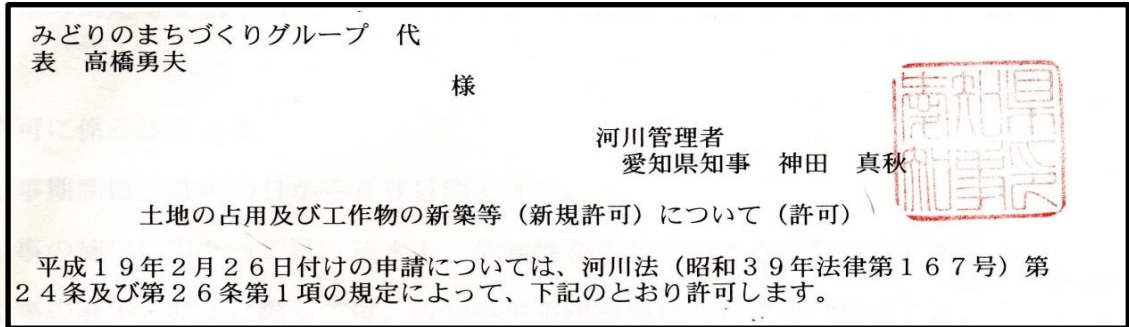 みどりのまちづくりグループ　代
表　高橋勇夫
様
河川管理者
愛知県知事　神田　真秋
土地の占用及び工作物の新築等（新規許可）について（許可）
平成１９年２月２６日付けの申請については、河川法（昭和３９年法律第１６７号）第
２４条及び第２６条第１項の規定によって、下記のとおり許可します。